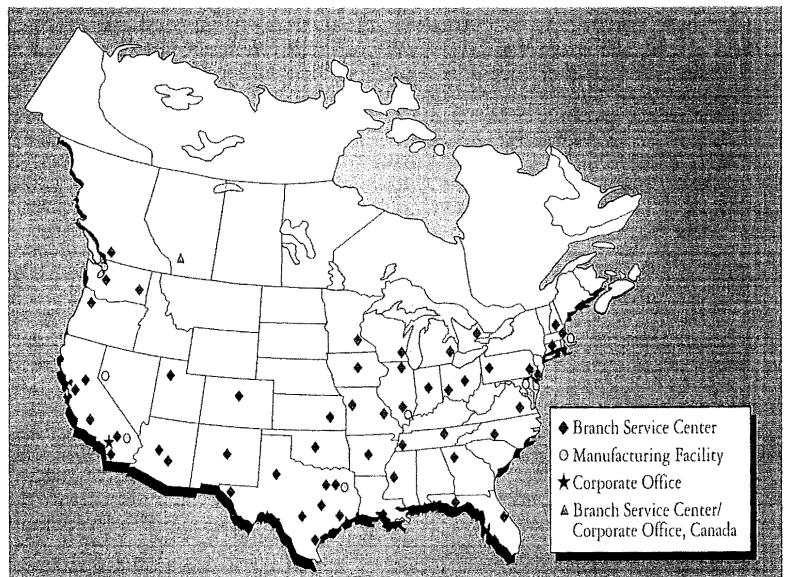 Branch Service Center
Manufacturing Facility
Corporate Office
Branch Service Center/
Corporate Office, Canada